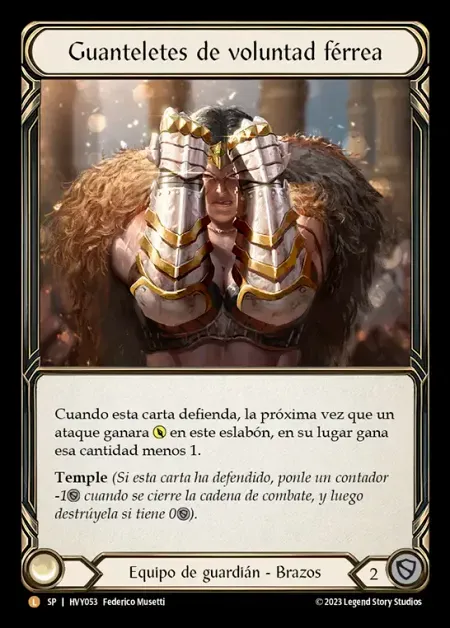 Guanteletes de voluntad férrea
Cuando esta carta defienda, la próxima vez que un
ataque ganara en este eslabón, en su lugar gana
esa cantidad menos 1.
Temple (Si esta carta ha defendido, ponle un contador
-1 cuando se cierre la cadena de combate, y luego
destrúyela si tiene 0).
Equipo de guardián - Brazos
2
L SP | HVY053 Federico Musetti
© 2023 Legend Story Studios